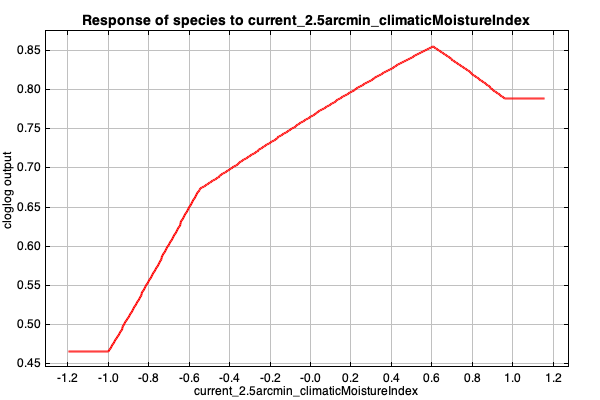 Response of species to current_2.5arcmin_climaticMoistureIndex
cloglog output
0.85
0.80
0.75
0.70
0.65
0.60
0.55
0.50
0.45
-1.2 -1.0 -0.8 -0.6 -0.4 -0.2 -0.0 0.2 0.4 0.6 0.8 1.0 1.2
current_2.5arcmin_climaticMoistureIndex